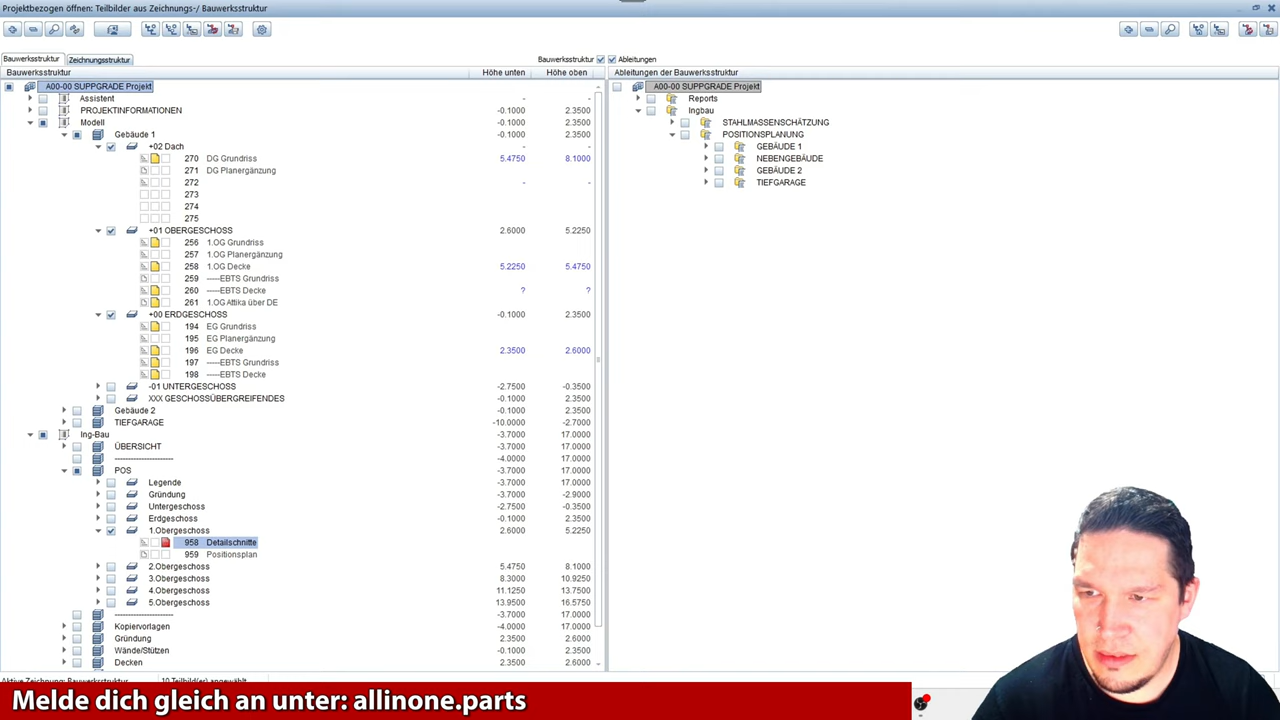 Projektbezogen öffnen: Teilbilder aus Zeichnungs-/ Bauwerksstruktur
Bauwerksstruktur Zeichnungsstruktur Bauwerksstruktur Ableitungen
Bauwerksstruktur Höhe unten Höhe oben
A00-00 SUPPGRADE Projekt
Assistent - -
PROJEKTINFORMATIONEN -0.1000 2.3500
Modell -0.1000 2.3500
Gebäude 1 -0.1000 2.3500
+02 Dach - -
270 DG Grundriss 5.4750 8.1000
271 DG Planergänzung
272 - -
273
274
275
+01 OBERGESCHOSS 2.6000 5.2250
256 1.OG Grundriss
257 1.OG Planergänzung
258 1.OG Decke 5.2250 5.4750
259 -----EBTS Grundriss
260 -----EBTS Decke ? ?
261 1.OG Attika über DE
+00 ERDGESCHOSS -0.1000 2.3500
194 EG Grundriss
195 EG Planergänzung
196 EG Decke 2.3500 2.6000
197 -----EBTS Grundriss
198 -----EBTS Decke
-01 UNTERGESCHOSS -2.7500 -0.3500
XXX GESCHOSSÜBERGREIFENDES -0.1000 2.3500
Gebäude 2 -0.1000 2.3500
TIEFGARAGE -10.0000 -2.7000
Ing-Bau -3.7000 17.0000
ÜBERSICHT -3.7000 17.0000
-------------------- -4.0000 17.0000
POS -3.7000 17.0000
Legende -3.7000 17.0000
Gründung -3.7000 -2.9000
Untergeschoss -2.7500 -0.3500
Erdgeschoss -0.1000 2.3500
1.Obergeschoss 2.6000 5.2250
958 Detailschnitte
959 Positionsplan
2.Obergeschoss 5.4750 8.1000
3.Obergeschoss 8.3000 10.9250
4.Obergeschoss 11.1250 13.7500
5.Obergeschoss 13.9500 16.5750
-------------------- -3.7000 17.0000
Kopiervorlagen -4.0000 17.0000
Gründung 2.3500 2.6000
Wände/Stützen -0.1000 2.3500
Decken 2.3500 2.6000
Aktive Zeichnung: Bauwerksstruktur 10 Teilbild(er) angewählt
Ableitungen der Bauwerksstruktur
A00-00 SUPPGRADE Projekt
Reports
Ingbau
STAHLMASSENSCHÄTZUNG
POSITIONSPLANUNG
GEBÄUDE 1
NEBENGEBÄUDE
GEBÄUDE 2
TIEFGARAGE
Melde dich gleich an unter: allinone.parts